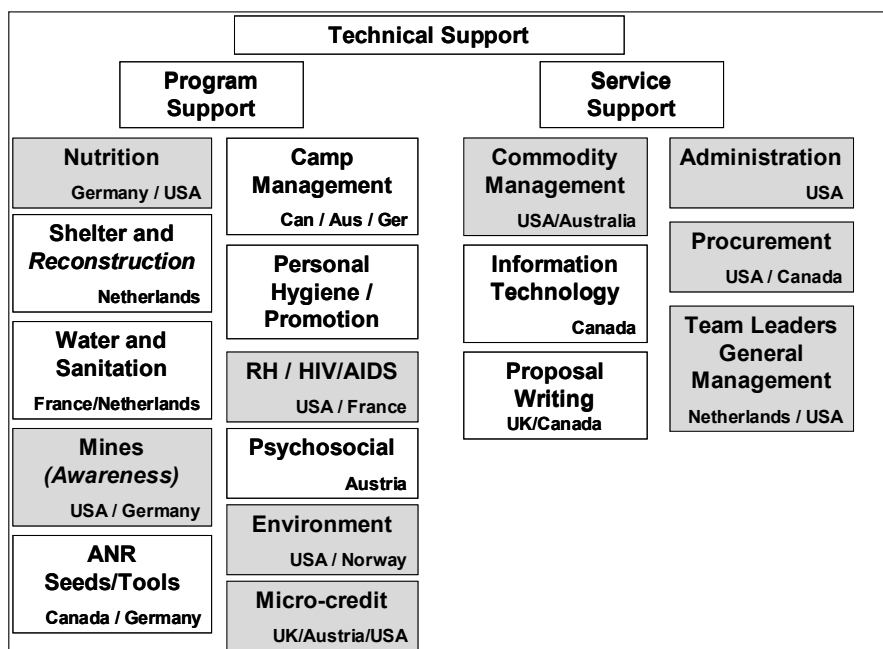 Technical Support
Program
Support
Nutrition
Germany / USA
Shelter and
Reconstruction
Netherlands
Water and
Sanitation
France/Netherlands
Mines
(Awareness)
USA / Germany
ANR
Seeds/Tools
Canada / Germany
Camp
Management
Can / Aus / Ger
Personal
Hygiene /
Promotion
RH / HIV/AIDS
USA / France
Psychosocial
Austria
Environment
USA / Norway
Micro-credit
UK/Austria/USA
Service
Support
Commodity
Management
USA/Australia
Information
Technology
Canada
Proposal
Writing
UK/Canada
Administration
USA
Procurement
USA / Canada
Team Leaders
General
Management
Netherlands / USA